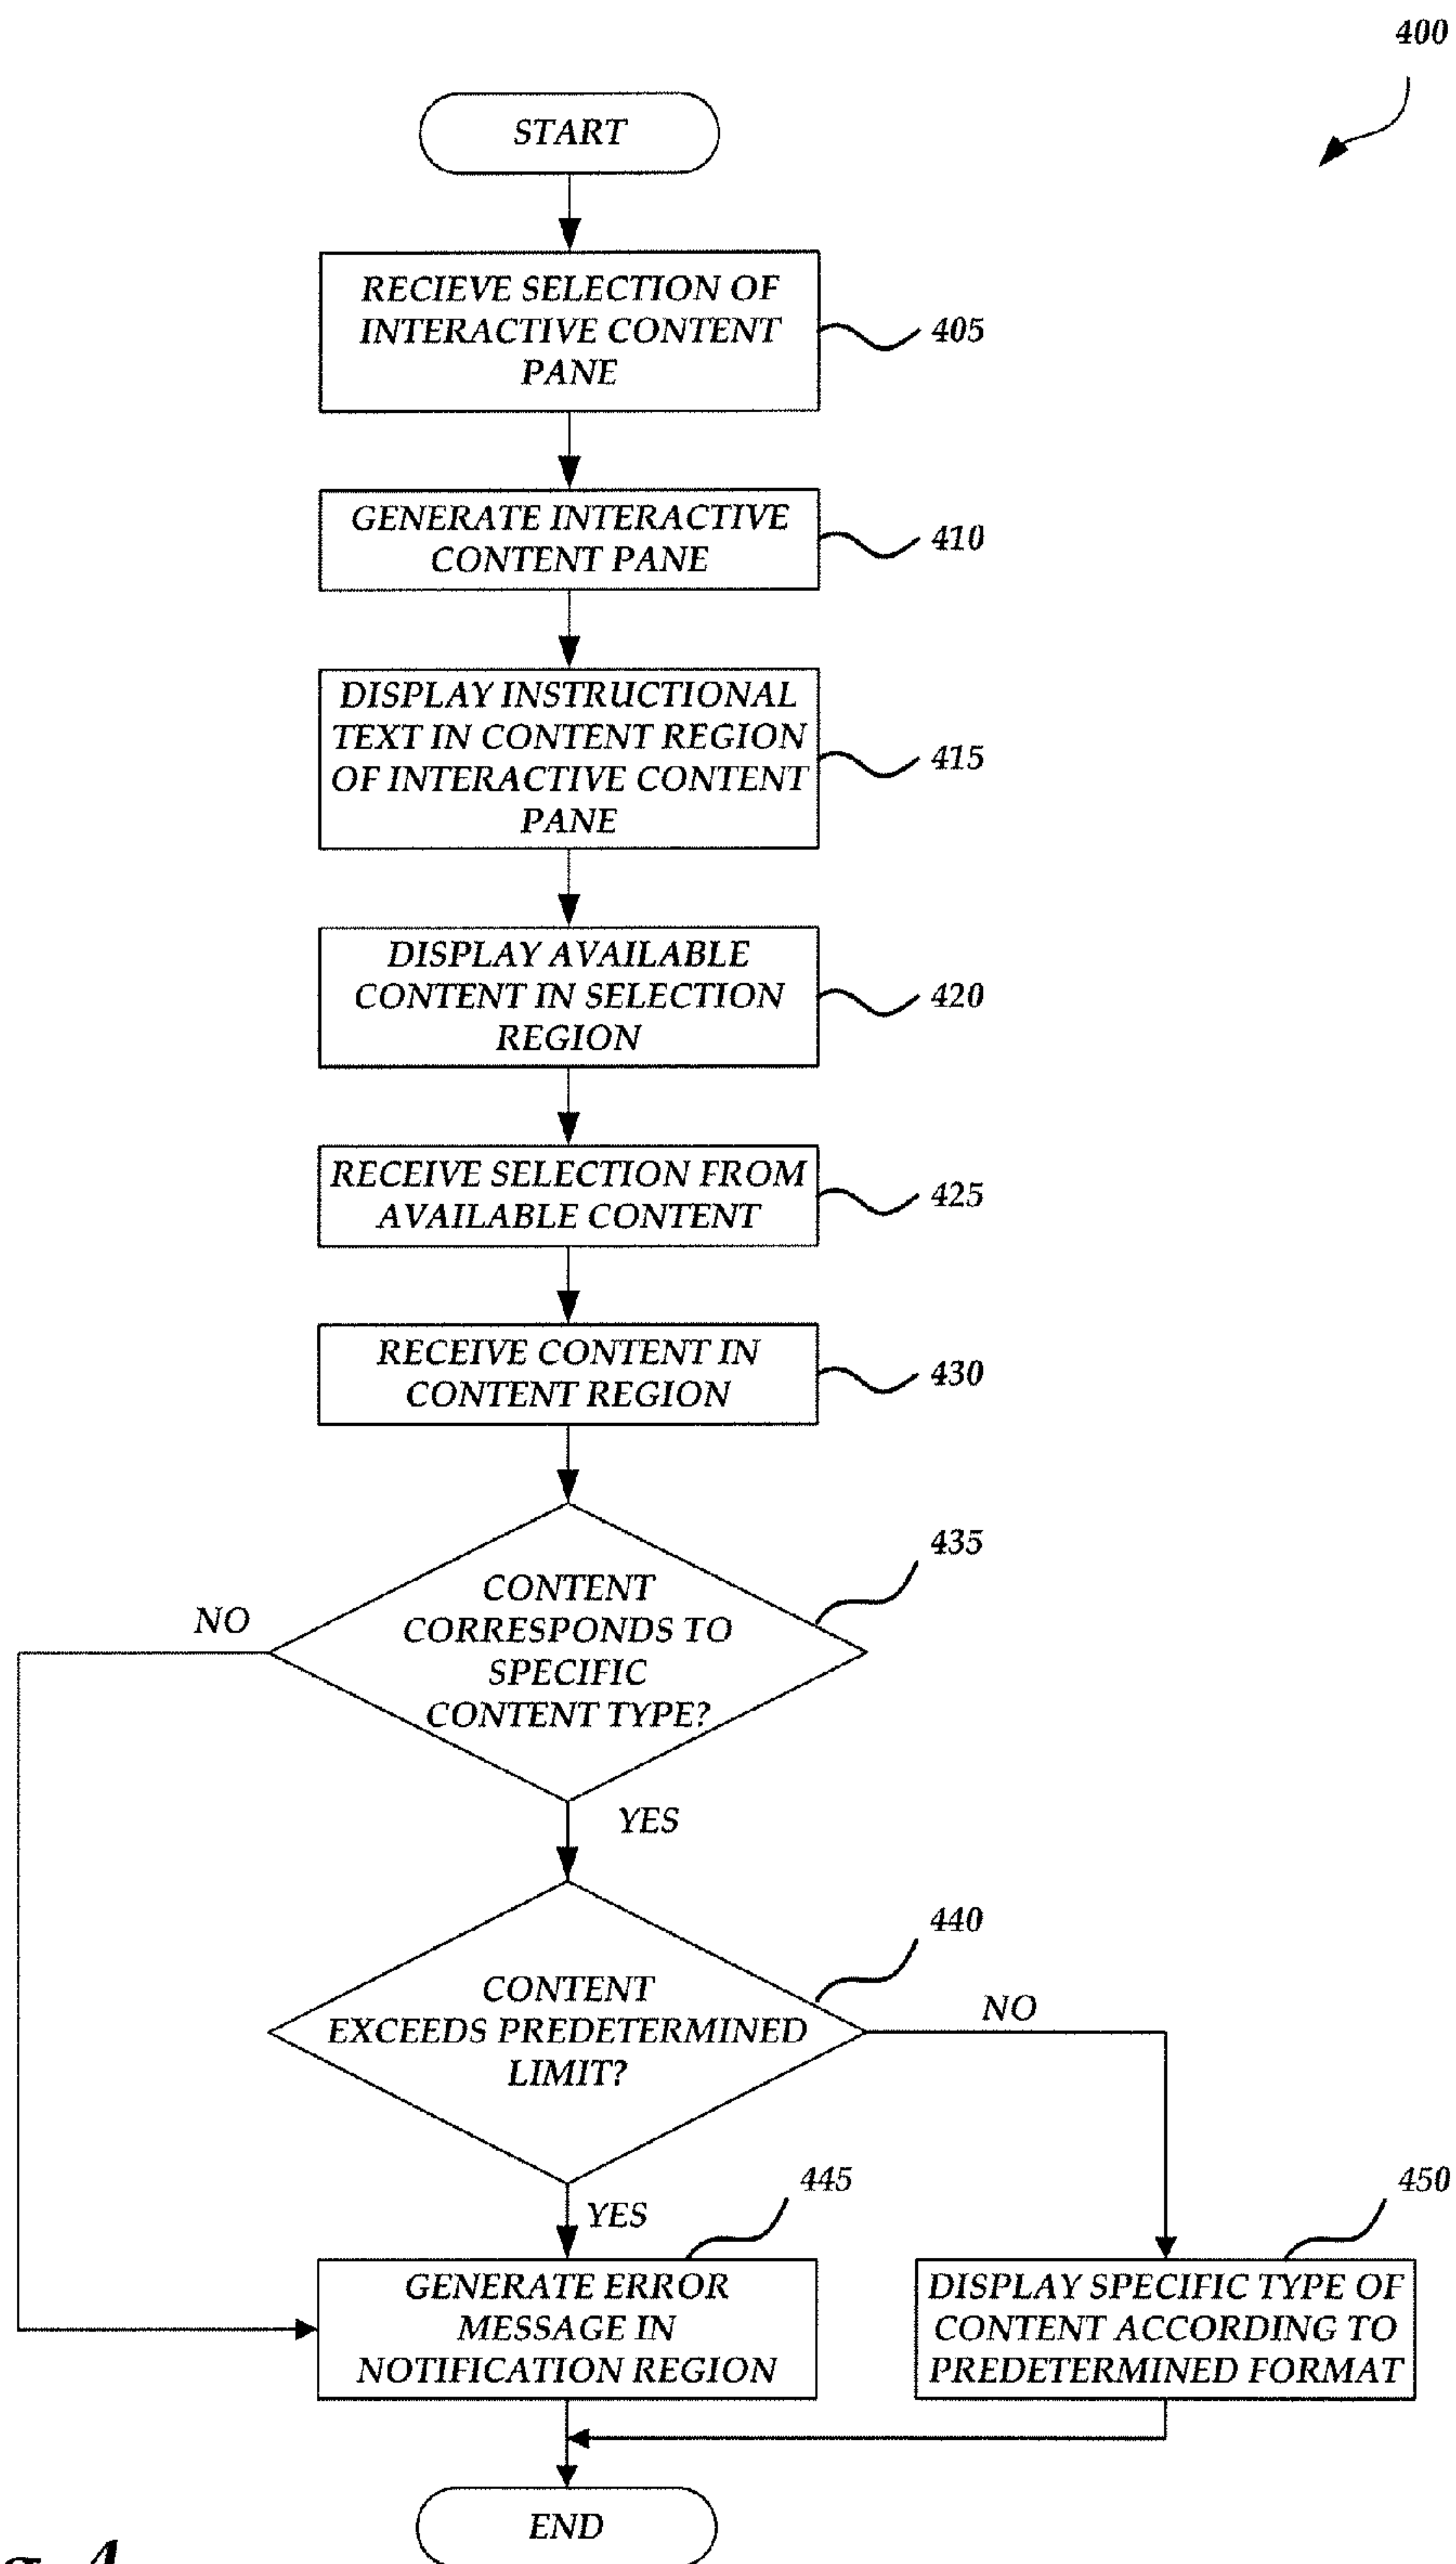 400
START
RECIEVE SELECTION OF
INTERACTIVE CONTENT
PANE
405
GENERATE INTERACTIVE
CONTENT PANE
410
DISPLAY INSTRUCTIONAL
TEXT IN CONTENT REGION
OF INTERACTIVE CONTENT
PANE
415
DISPLAY AVAILABLE
CONTENT IN SELECTION
REGION
420
RECEIVE SELECTION FROM
AVAILABLE CONTENT
425
RECEIVE CONTENT IN
CONTENT REGION
430
435
CONTENT
CORRESPONDS TO
SPECIFIC
CONTENT TYPE?
NO
YES
440
CONTENT
EXCEEDS PREDETERMINED
LIMIT?
NO
YES
445
GENERATE ERROR
MESSAGE IN
NOTIFICATION REGION
450
DISPLAY SPECIFIC TYPE OF
CONTENT ACCORDING TO
PREDETERMINED FORMAT
END